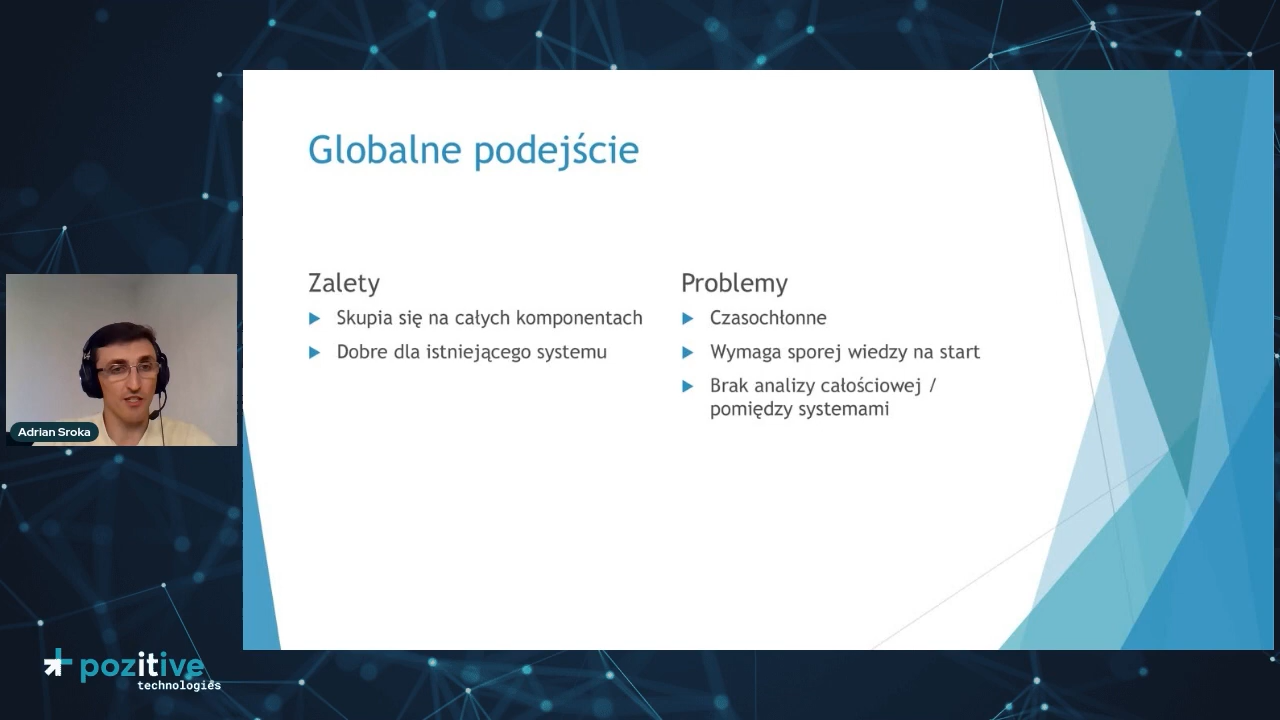 Globalne podejście
Zalety
Skupia się na całych komponentach
Dobre dla istniejącego systemu
Problemy
Czasochłonne
Wymaga sporej wiedzy na start
Brak analizy całościowej /
pomiędzy systemami
Adrian Sroka
pozitive
technologies